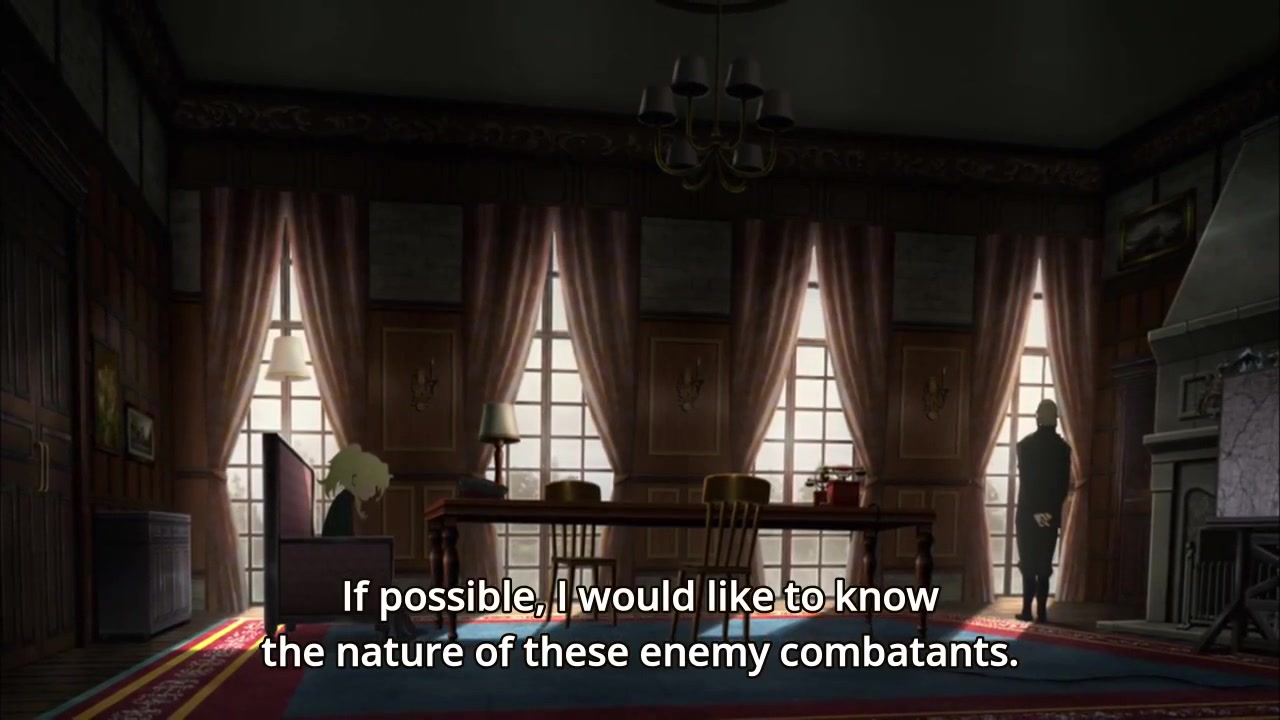 If possible, I would like to know
the nature of these enemy combatants.